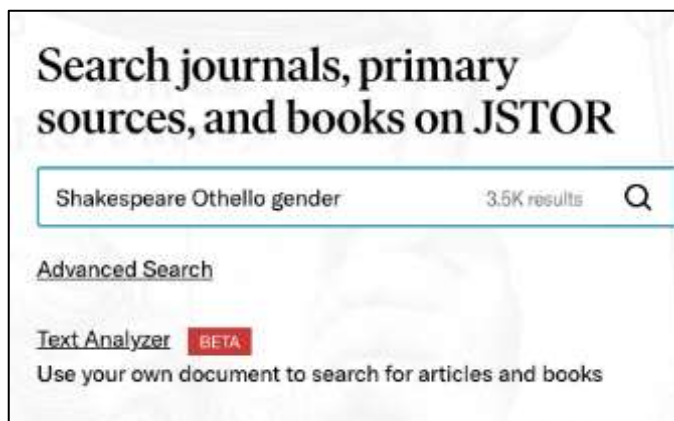 Search journals, primary
sources, and books on JSTOR
Shakespeare Othello gender 3.5K results
Advanced Search
Text Analyzer BETA
Use your own document to search for articles and books